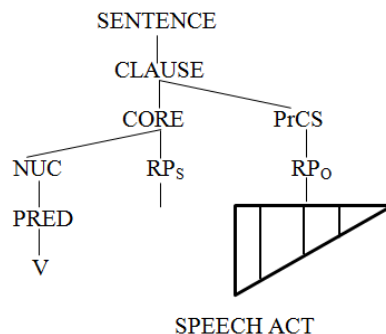 SENTENCE
CLAUSE
CORE PrCS
NUC RPS RPO
PRED
V
SPEECH ACT